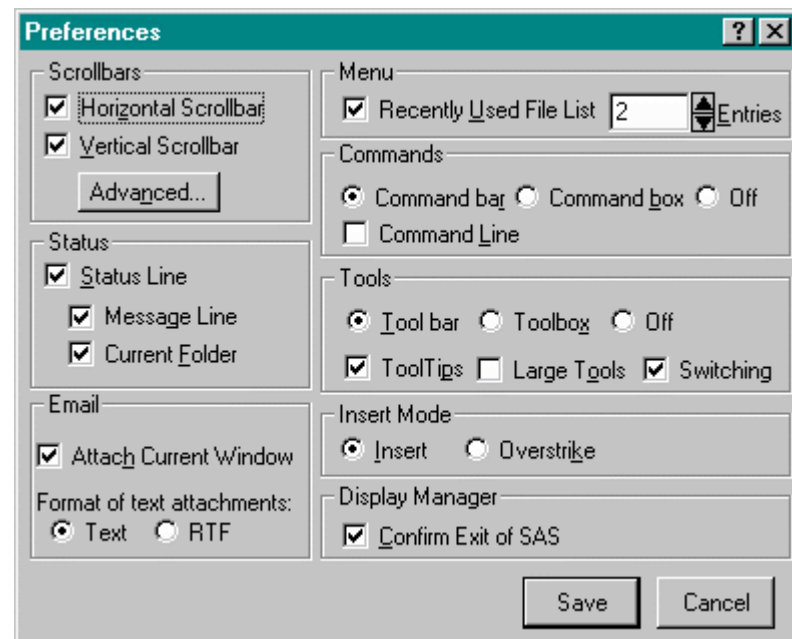 Preferences
Scrollbars
Horizontal Scrollbar
Vertical Scrollbar
Advanced...
Status
Status Line
Message Line
Current Folder
Email
Attach Current Window
Format of text attachments:
Text RTF
Menu
Recently Used File List 2 Entries
Commands
Command bar Command box Off
Command Line
Tools
Tool bar Toolbox Off
ToolTips Large Tools Switching
Insert Mode
Insert Overstrike
Display Manager
Confirm Exit of SAS
Save Cancel